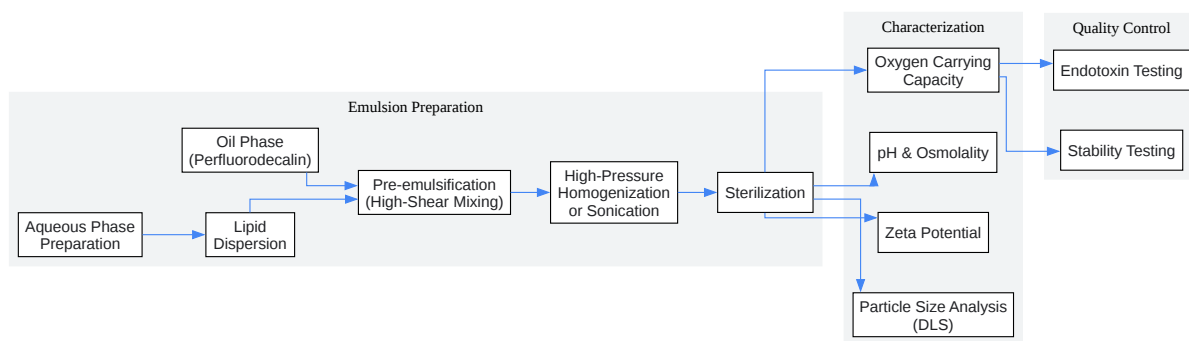 Characterization
Quality Control
Oxygen Carrying
Capacity
Endotoxin Testing
Emulsion Preparation
Oil Phase
(Perfluorodecalin)
pH & Osmolality
Stability Testing
Pre-emulsification
(High-Shear Mixing)
High-Pressure
Homogenization
or Sonication
Sterilization
Aqueous Phase
Preparation
Lipid
Dispersion
Zeta Potential
Particle Size Analysis
(DLS)